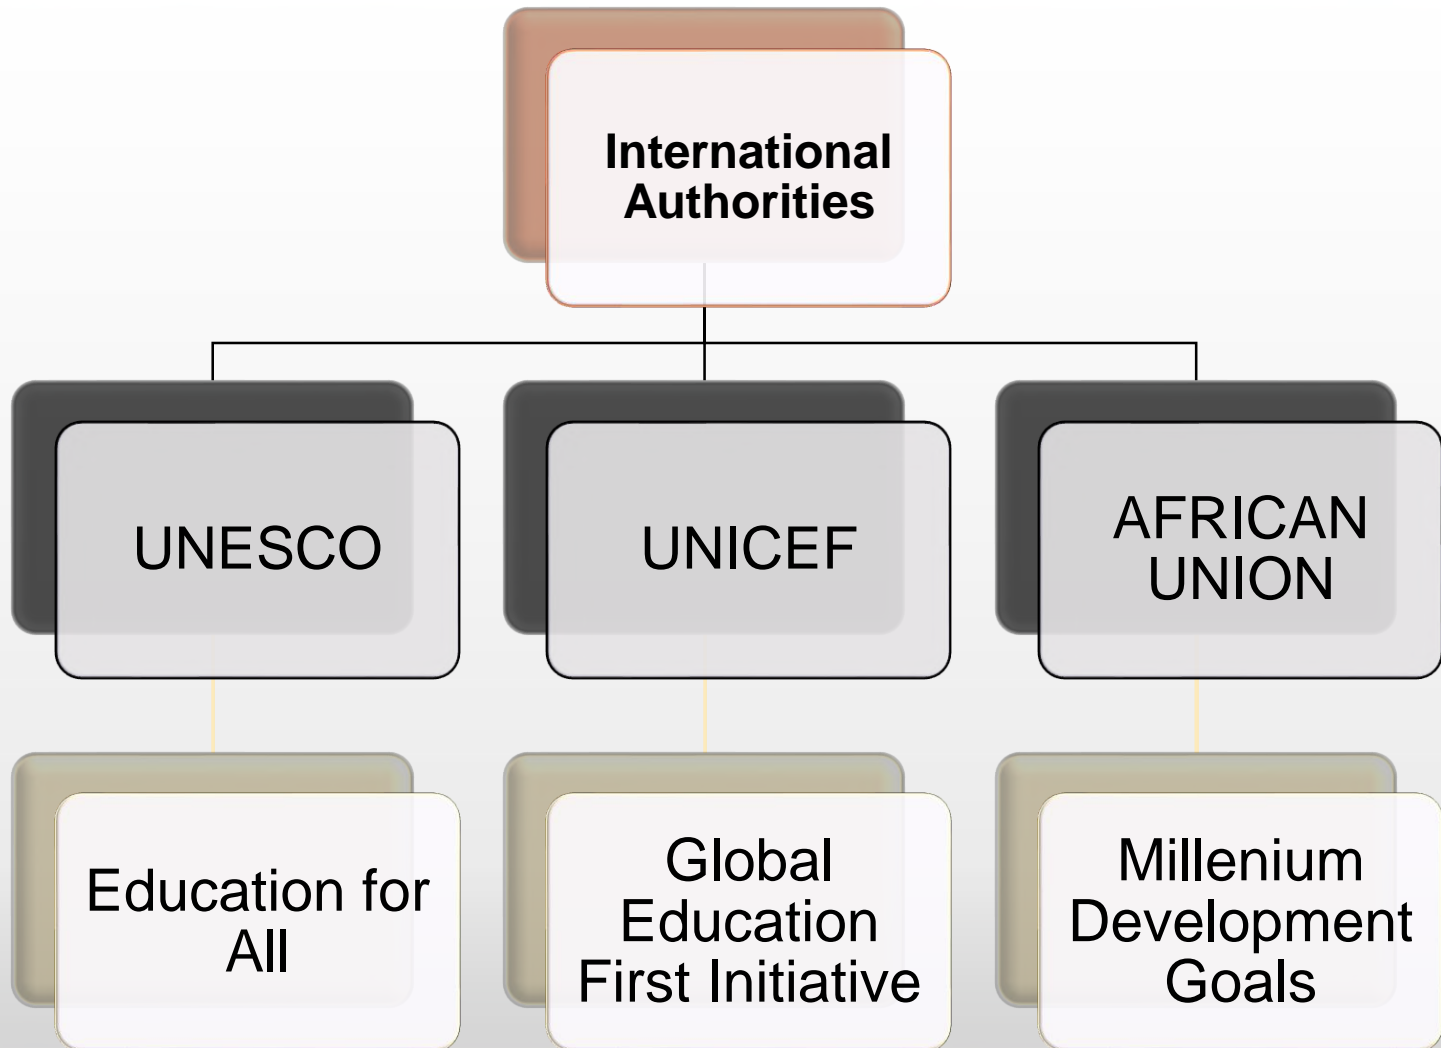 International
Authorities
UNESCO
UNICEF
AFRICAN
UNION
Education for
All
Global
Education
First Initiative
Millenium
Development
Goals